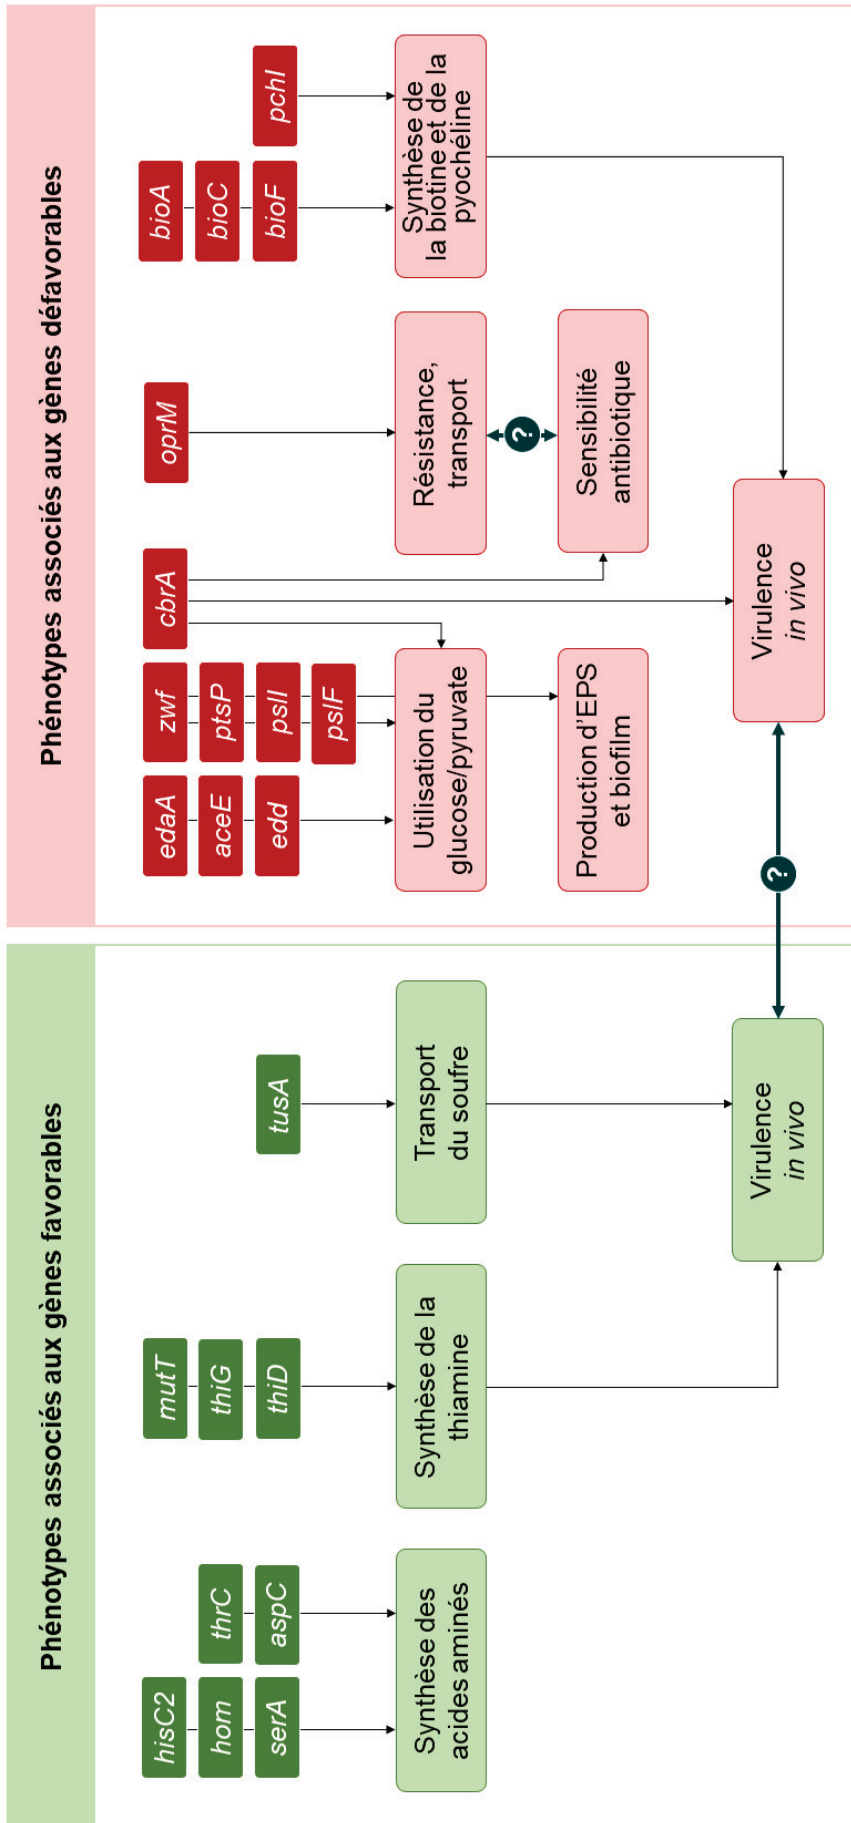 Phénotypes associés aux gènes favorables
hisC2
hom
serA
thrC
aspC
Synthèse des
acides aminés
mutT
thiG
thiD
Synthèse de la
thiamine
tusA
Transport
du soufre
Virulence
in vivo
?
Phénotypes associés aux gènes défavorables
edaA
aceE
edd
zwf
ptsP
pslI
pslF
cbrA
Utilisation du
glucose/pyruvate
Production d'EPS
et biofilm
oprM
Résistance,
transport
?
Sensibilité
antibiotique
bioA
bioC
bioF
pchI
Synthèse de
la biotine et de la
pyochéline
Virulence
in vivo